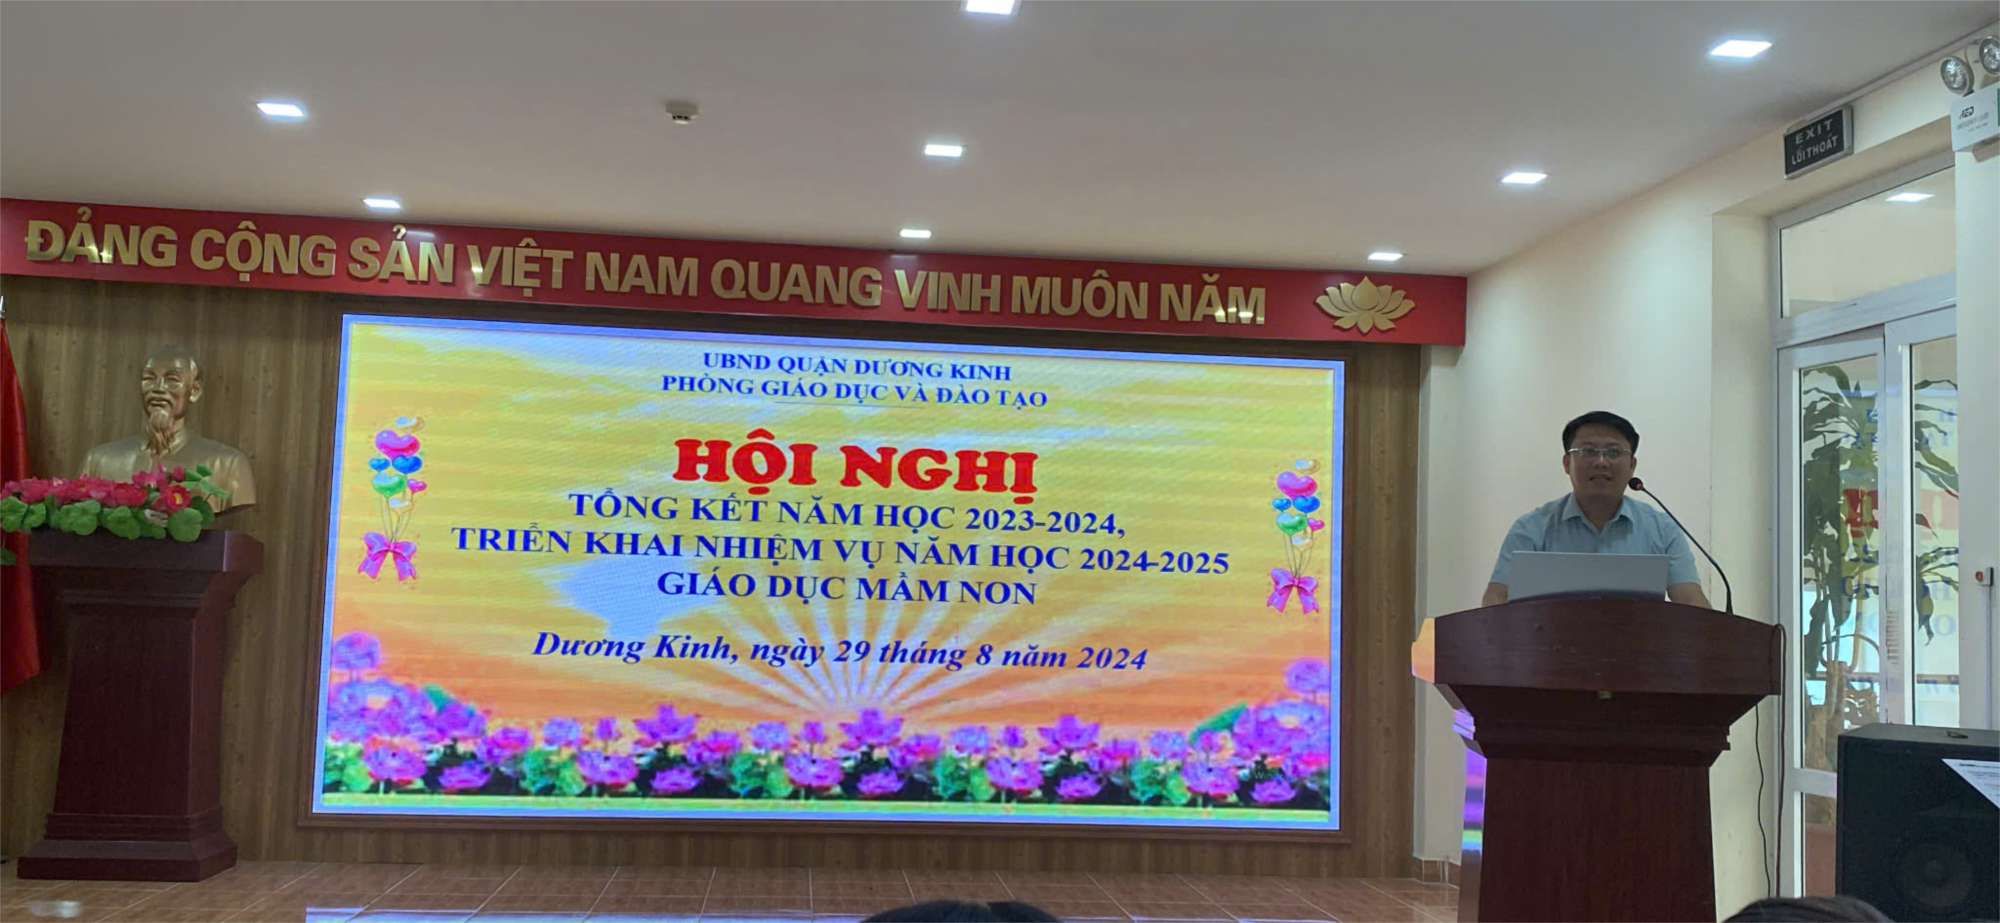 ĐẢNG CỘNG SẢN VIỆT NAM QUANG VINH MUÔN NĂM
UBND QUẬN DƯƠNG KINH
PHÒNG GIÁO DỤC VÀ ĐÀO TẠO
HỘI NGHỊ
TỔNG KẾT NĂM HỌC 2023-2024,
TRIỂN KHAI NHIỆM VỤ NĂM HỌC 2024-2025
GIÁO DỤC MẦM NON
Dương Kinh, ngày 29 tháng 8 năm 2024
EXIT
LỐI THOÁT